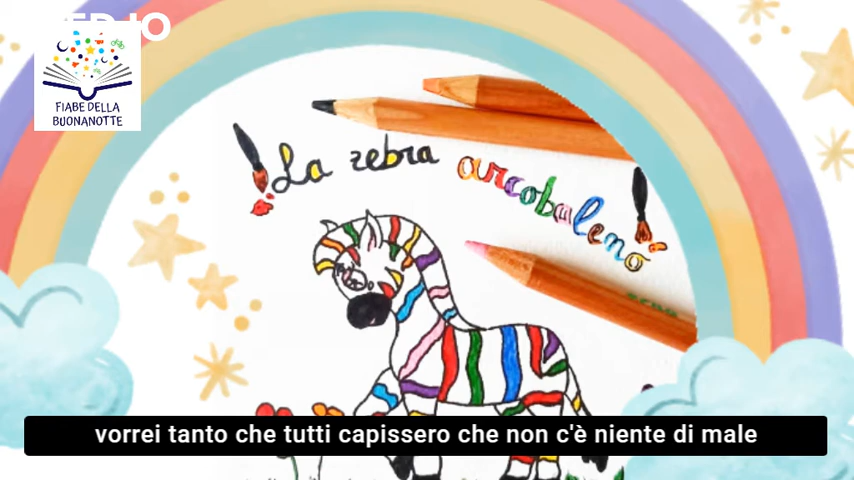 FIABE DELLA
BUONANOTTE
La zebra arcobaleno
vorrei tanto che tutti capissero che non c'è niente di male